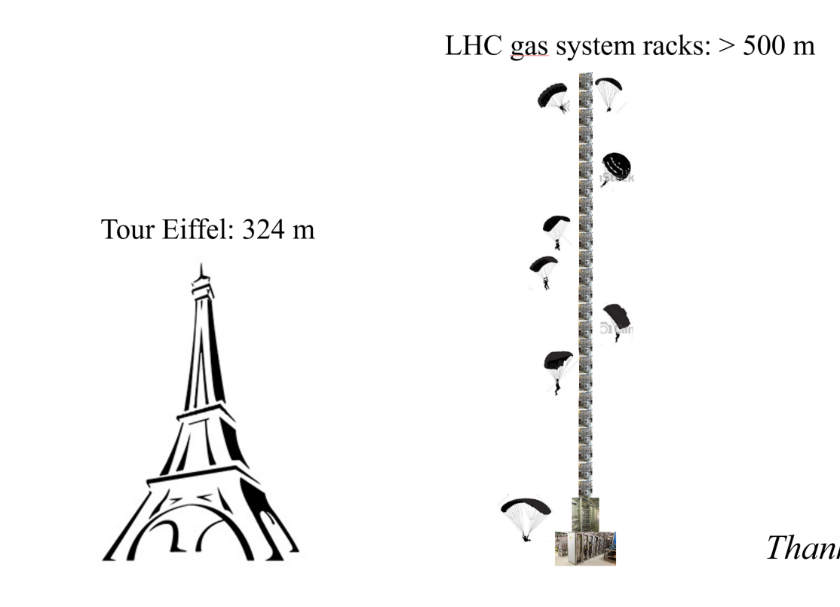 LHC gas system racks: > 500 m
Tour Eiffel: 324 m